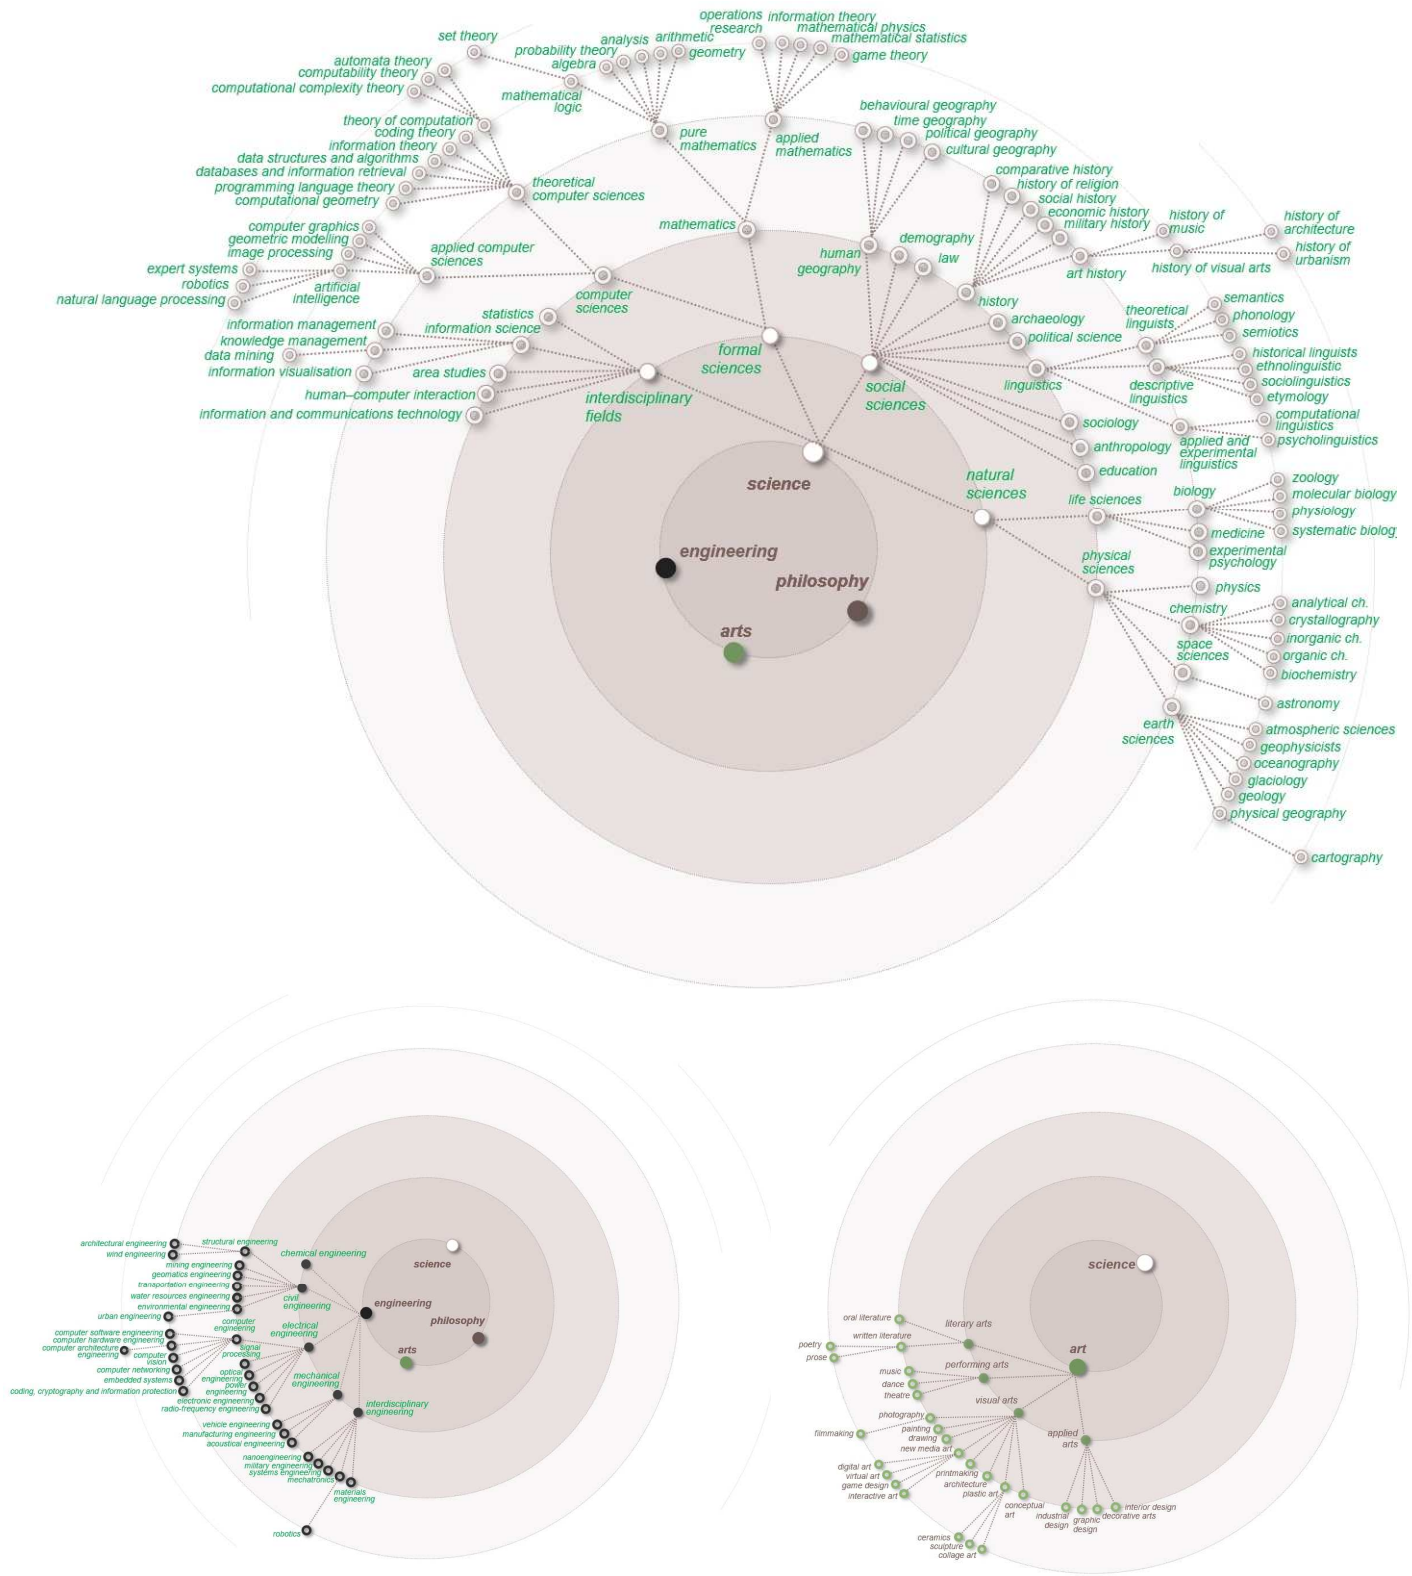 set theory
automata theory
computability theory
computational complexity theory
probability theory
algebra
analysis
arithmetic
geometry
mathematical
logic
operations
research
information theory
mathematical physics
mathematical statistics
game theory
theory of computation
coding theory
information theory
data structures and algorithms
databases and information retrieval
programming language theory
computational geometry
theoretical
computer sciences
pure
mathematics
applied
mathematics
mathematics
behavioural geography
time geography
political geography
cultural geography
comparative history
history of religion
social history
economic history
military history
history of
music
history of
architecture
history of
urbanism
history of visual arts
art history
computer graphics
geometric modelling
image processing
expert systems
robotics
natural language processing
artificial
intelligence
applied computer
sciences
computer
sciences
human
geography
demography
law
history
archaeology
political science
linguistics
theoretical
linguists
semantics
phonology
semiotics
historical linguists
ethnolinguistic
sociolinguistics
etymology
descriptive
linguistics
computational
linguistics
psycholinguistics
applied and
experimental
linguistics
statistics
information science
information management
knowledge management
data mining
information visualisation
area studies
human–computer interaction
information and communications technology
interdisciplinary
fields
formal
sciences
social
sciences
sociology
anthropology
education
natural
sciences
life sciences
biology
zoology
molecular biology
physiology
systematic biolog
medicine
experimental
psychology
physical
sciences
physics
chemistry
analytical ch.
crystallography
inorganic ch.
organic ch.
biochemistry
space
sciences
astronomy
earth
sciences
atmospheric sciences
geophysicists
oceanography
glaciology
geology
physical geography
cartography
science
engineering
philosophy
arts
architectural engineering
wind engineering
structural engineering
mining engineering
geomatics engineering
transportation engineering
water resources engineering
environmental engineering
urban engineering
chemical engineering
civil
engineering
computer
engineering
electrical
engineering
computer software engineering
computer hardware engineering
computer architecture
engineering
computer
vision
computer networking
embedded systems
coding, cryptography and information protection
signal
processing
optical
engineering
power
engineering
electronic engineering
radio-frequency engineering
mechanical
engineering
interdisciplinary
engineering
vehicle engineering
manufacturing engineering
acoustical engineering
nanoengineering
military engineering
systems engineering
mechatronics
materials
engineering
robotics
science
engineering
philosophy
arts
science
art
oral literature
literary arts
written literature
poetry
prose
performing arts
music
dance
theatre
visual arts
photography
filmmaking
painting
drawing
new media art
digital art
virtual art
game design
interactive art
printmaking
architecture
plastic art
conceptual
art
ceramics
sculpture
collage art
applied
arts
industrial
design
graphic
design
interior design
decorative arts